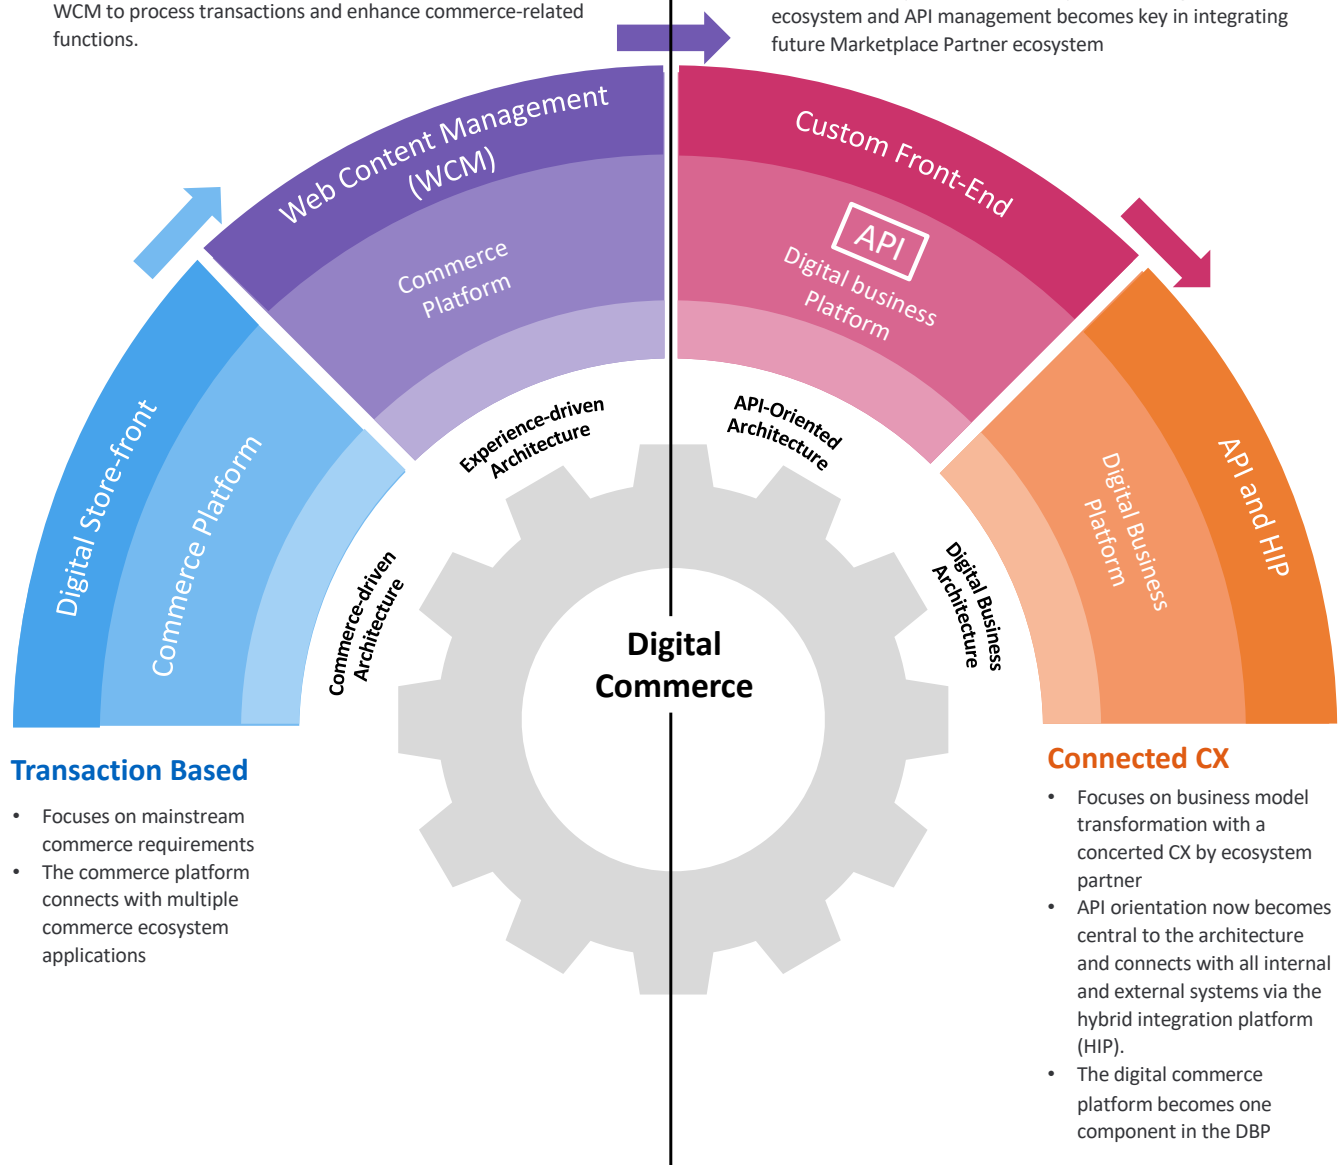 WCM to process transactions and enhance commerce-related
functions.
ecosystem and API management becomes key in integrating
future Marketplace Partner ecosystem
Web Content Management
(WCM)
Commerce
Platform
Experience-driven
Architecture
Custom Front-End
API
Digital business
Platform
API-Oriented
Architecture
Digital Store-front
Commerce Platform
Commerce-driven
Architecture
API and HIP
Digital Business
Platform
Digital Business
Architecture
Digital
Commerce
Transaction Based
• Focuses on mainstream
commerce requirements
• The commerce platform
connects with multiple
commerce ecosystem
applications
Connected CX
• Focuses on business model
transformation with a
concerted CX by ecosystem
partner
• API orientation now becomes
central to the architecture
and connects with all internal
and external systems via the
hybrid integration platform
(HIP).
• The digital commerce
platform becomes one
component in the DBP